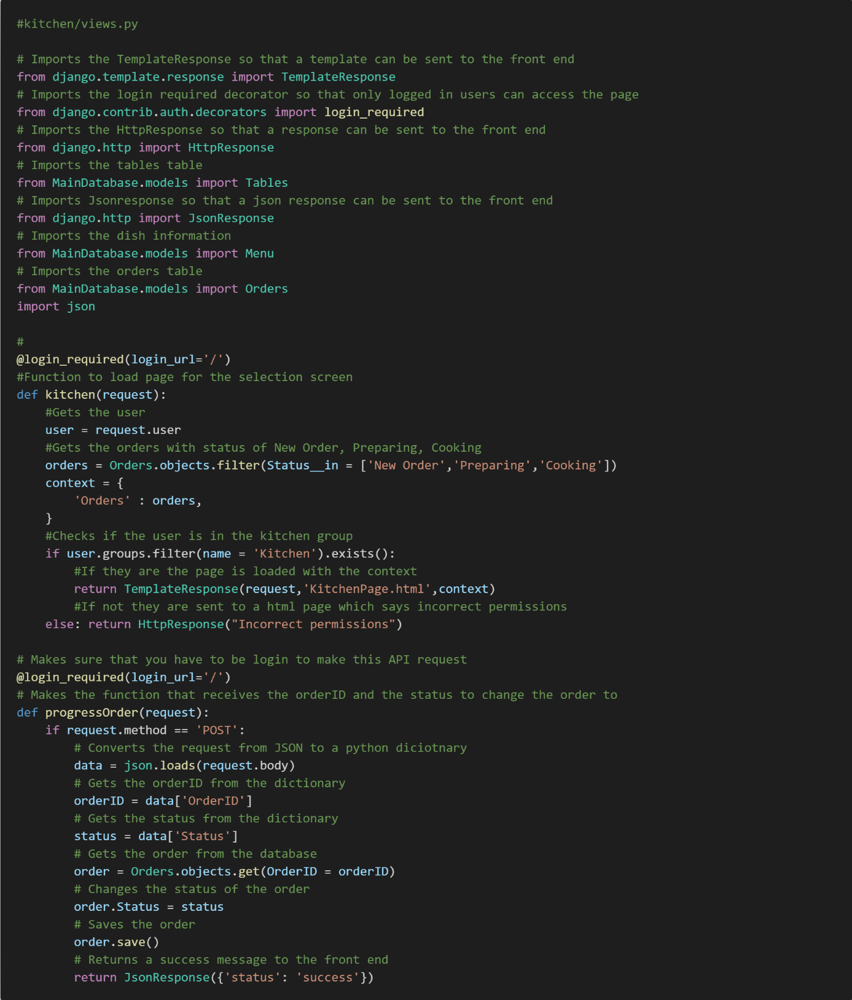 #kitchen/views.py
# Imports the TemplateResponse so that a template can be sent to the front end
from django.template.response import TemplateResponse
# Imports the login required decorator so that only logged in users can access the page
from django.contrib.auth.decorators import login_required
# Imports the HttpResponse so that a response can be sent to the front end
from django.http import HttpResponse
# Imports the tables table
from MainDatabase.models import Tables
# Imports Jsonresponse so that a json response can be sent to the front end
from django.http import JsonResponse
# Imports the dish information
from MainDatabase.models import Menu
# Imports the orders table
from MainDatabase.models import Orders
import json
#
@login_required(login_url='/')
#Function to load page for the selection screen
def kitchen(request):
    #Gets the user
    user = request.user
    #Gets the orders with status of New Order, Preparing, Cooking
    orders = Orders.objects.filter(Status__in = ['New Order','Preparing','Cooking'])
    context = {
        'Orders' : orders,
    }
    #Checks if the user is in the kitchen group
    if user.groups.filter(name = 'Kitchen').exists():
        #If they are the page is loaded with the context
        return TemplateResponse(request,'KitchenPage.html',context)
        #If not they are sent to a html page which says incorrect permissions
    else: return HttpResponse("Incorrect permissions")
# Makes sure that you have to be login to make this API request
@login_required(login_url='/')
# Makes the function that receives the orderID and the status to change the order to
def progressOrder(request):
    if request.method == 'POST':
        # Converts the request from JSON to a python diciotnary
        data = json.loads(request.body)
        # Gets the orderID from the dictionary
        orderID = data['OrderID']
        # Gets the status from the dictionary
        status = data['Status']
        # Gets the order from the database
        order = Orders.objects.get(OrderID = orderID)
        # Changes the status of the order
        order.Status = status
        # Saves the order
        order.save()
        # Returns a success message to the front end
        return JsonResponse({'status': 'success'})